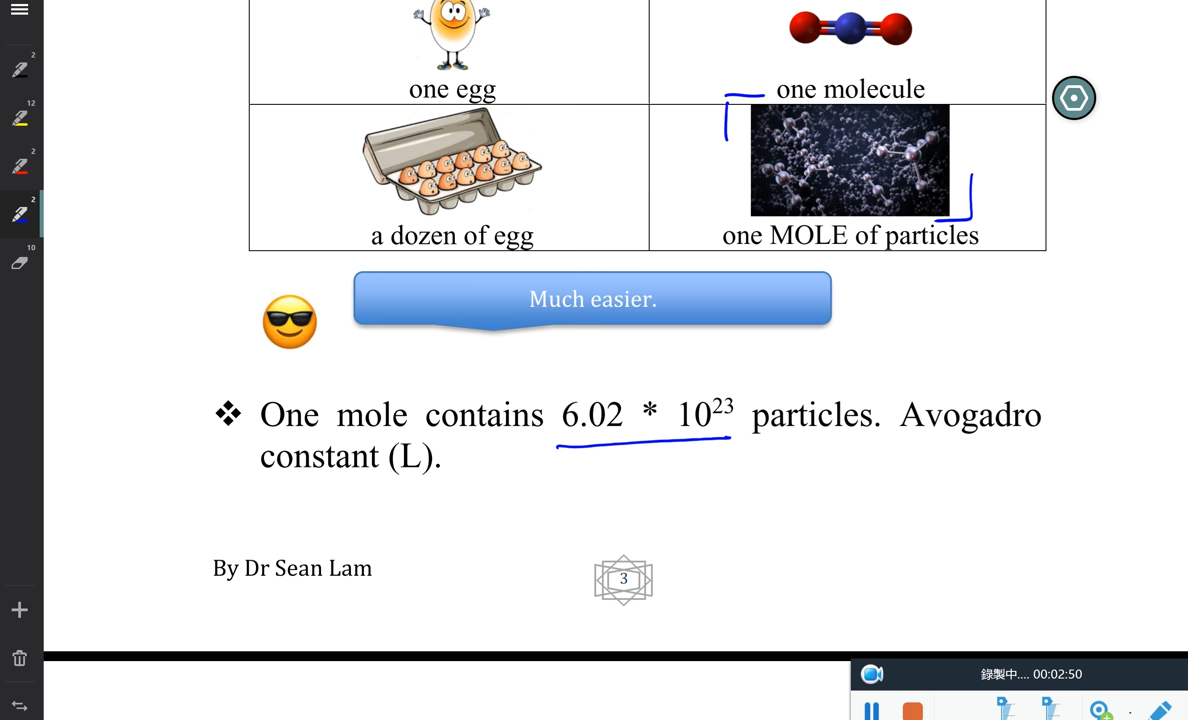 one egg
one molecule
a dozen of egg
one MOLE of particles
Much easier.
❖ One mole contains 6.02 * 10²³ particles. Avogadro
constant (L).
By Dr Sean Lam
3
2
12
2
2
10
錄製中.... 00:02:50